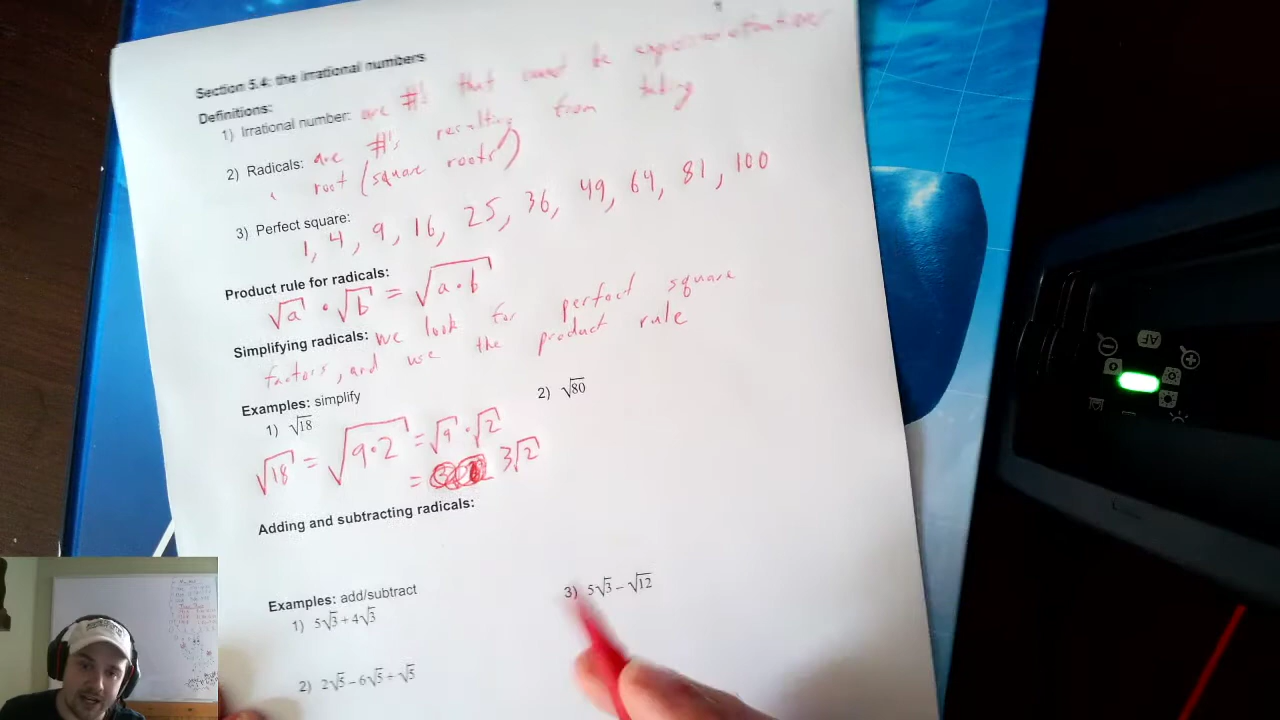 Section 5.4: the irrational numbers
Definitions:
1) Irrational number: are #'s that cannot be
2) Radicals: are #'s resulting from taking
root (square roots)
3) Perfect square:
1, 4, 9, 16, 25, 36, 49, 64, 81, 100
Product rule for radicals:
√a · √b = √a·b
Simplifying radicals: we look for perfect square
factors, and use the product rule
Examples: simplify
1) √18
2) √80
√18 = √9·2 = √9 · √2
= 3√2
Adding and subtracting radicals:
Examples: add/subtract
1) 5√3 + 4√3
3) 5√3 − √12
2) 2√5 − 6√5 + √5
AF